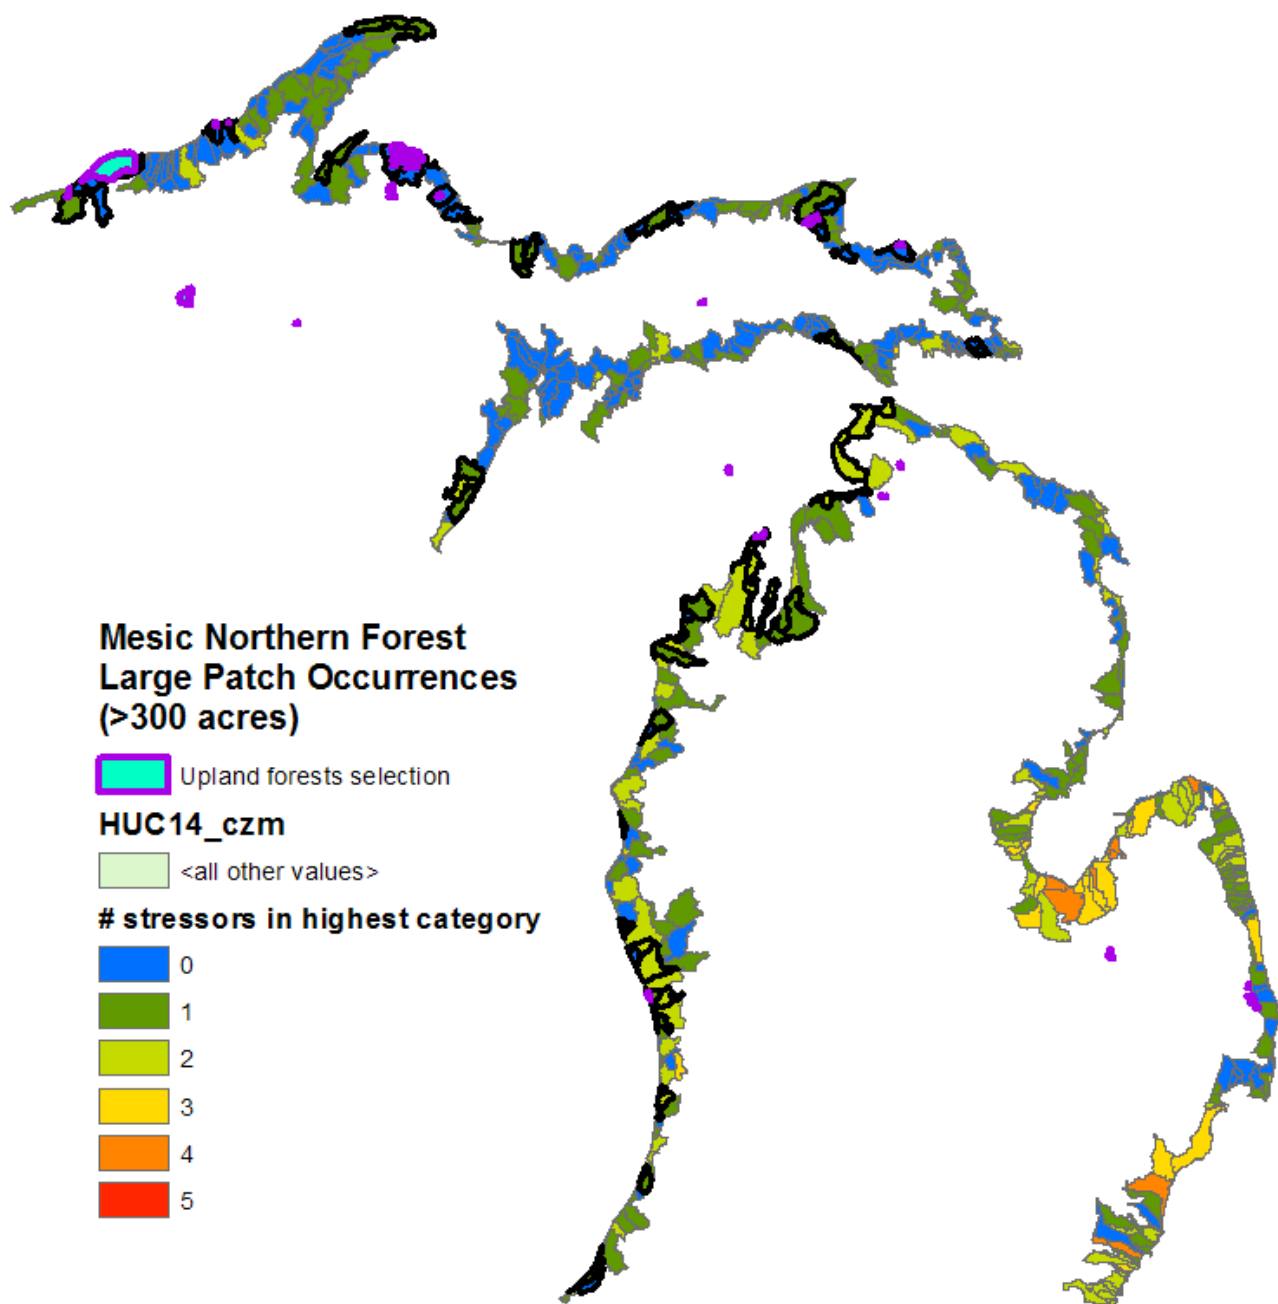 Mesic Northern Forest
Large Patch Occurrences
(>300 acres)
Upland forests selection
HUC14_czm
<all other values>
# stressors in highest category
0
1
2
3
4
5